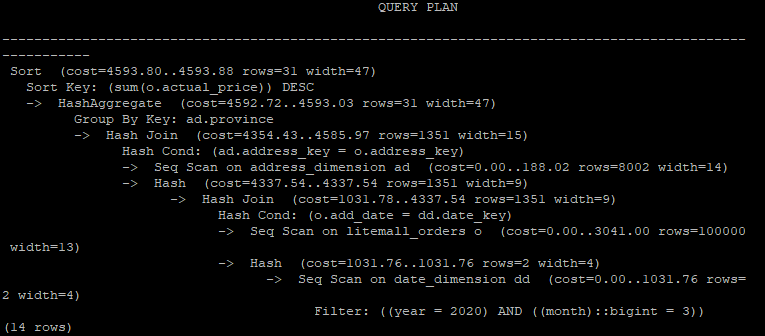 QUERY PLAN
---------------------------------------------------------------------------------------------
-----------
Sort  (cost=4593.80..4593.88 rows=31 width=47)
  Sort Key: (sum(o.actual_price)) DESC
  ->  HashAggregate  (cost=4592.72..4593.03 rows=31 width=47)
        Group By Key: ad.province
        ->  Hash Join  (cost=4354.43..4585.97 rows=1351 width=15)
              Hash Cond: (ad.address_key = o.address_key)
              ->  Seq Scan on address_dimension ad  (cost=0.00..188.02 rows=8002 width=14)
              ->  Hash  (cost=4337.54..4337.54 rows=1351 width=9)
                    ->  Hash Join  (cost=1031.78..4337.54 rows=1351 width=9)
                          Hash Cond: (o.add_date = dd.date_key)
                          ->  Seq Scan on litemall_orders o  (cost=0.00..3041.00 rows=100000
 width=13)
                          ->  Hash  (cost=1031.76..1031.76 rows=2 width=4)
                                ->  Seq Scan on date_dimension dd  (cost=0.00..1031.76 rows=
2 width=4)
                                      Filter: ((year = 2020) AND ((month)::bigint = 3))
(14 rows)